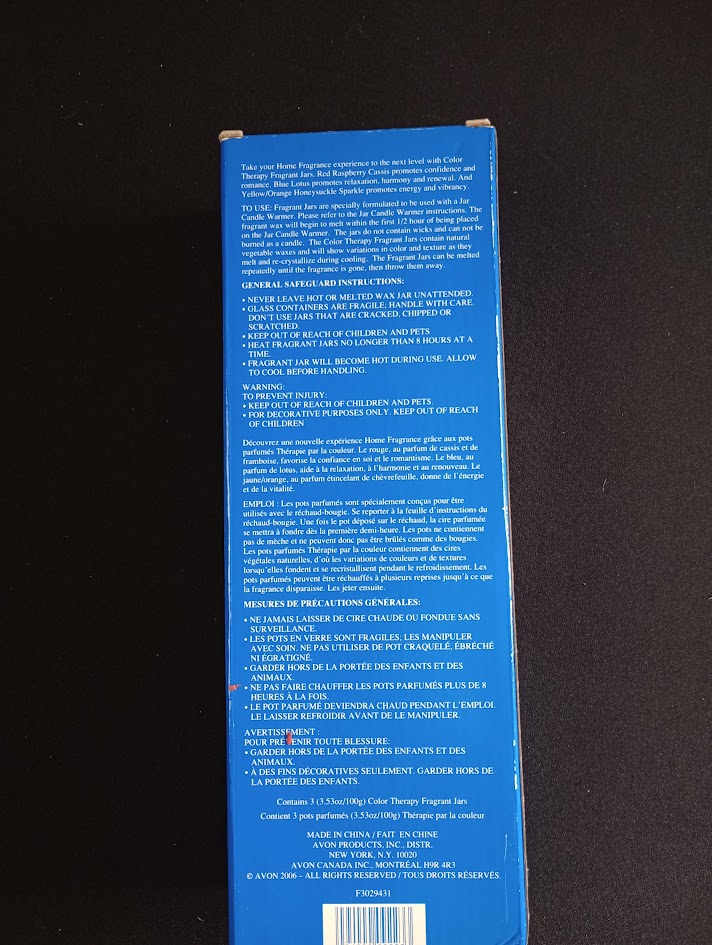 Take your Home Fragrance experience to the next level with Color
Therapy Fragrant Jars. Red Raspberry Cassis promotes confidence and
romance. Blue Lotus promotes relaxation, harmony and renewal. And
Yellow/Orange Honeysuckle Sparkle promotes energy and vibrancy.
TO USE: Fragrant Jars are specially formulated to be used with a Jar
Candle Warmer. Please refer to the Jar Candle Warmer instructions. The
fragrant wax will begin to melt within the first 1/2 hour of being placed
on the Jar Candle Warmer. The jars do not contain wicks and can not be
burned as a candle. The Color Therapy Fragrant Jars contain natural
vegetable waxes and will show variations in color and texture as they
melt and re-crystallize during cooling. The Fragrant Jars can be melted
repeatedly until the fragrance is gone, then throw them away.
GENERAL SAFEGUARD INSTRUCTIONS:
• NEVER LEAVE HOT OR MELTED WAX JAR UNATTENDED.
• GLASS CONTAINERS ARE FRAGILE; HANDLE WITH CARE.
DON'T USE JARS THAT ARE CRACKED, CHIPPED OR
SCRATCHED.
• KEEP OUT OF REACH OF CHILDREN AND PETS
• HEAT FRAGRANT JARS NO LONGER THAN 8 HOURS AT A
TIME.
• FRAGRANT JAR WILL BECOME HOT DURING USE. ALLOW
TO COOL BEFORE HANDLING.
WARNING:
TO PREVENT INJURY:
• KEEP OUT OF REACH OF CHILDREN AND PETS.
• FOR DECORATIVE PURPOSES ONLY. KEEP OUT OF REACH
OF CHILDREN
Découvrez une nouvelle expérience Home Fragrance grâce aux pots
parfumés Thérapie par la couleur. Le rouge, au parfum de cassis et de
framboise, favorise la confiance en soi et le romantisme. Le bleu, au
parfum de lotus, aide à la relaxation, à l'harmonie et au renouveau. Le
jaune/orange, au parfum étincelant de chèvrefeuille, donne de l'énergie
et de la vitalité.
EMPLOI : Les pots parfumés sont spécialement conçus pour être
utilisés avec le réchaud-bougie. Se reporter à la feuille d'instructions du
réchaud-bougie. Une fois le pot déposé sur le réchaud, la cire parfumée
se mettra à fondre dès la première demi-heure. Les pots ne contiennent
pas de mèche et ne peuvent donc pas être brûlés comme des bougies.
Les pots parfumés Thérapie par la couleur contiennent des cires
végétales naturelles, d'où les variations de couleurs et de textures
lorsqu'elles fondent et se recristallisent pendant le refroidissement. Les
pots parfumés peuvent être réchauffés à plusieurs reprises jusqu'à ce que
la fragrance disparaisse. Les jeter ensuite.
MESURES DE PRÉCAUTIONS GÉNÉRALES:
• NE JAMAIS LAISSER DE CIRE CHAUDE OU FONDUE SANS
SURVEILLANCE.
• LES POTS EN VERRE SONT FRAGILES; LES MANIPULER
AVEC SOIN. NE PAS UTILISER DE POT CRAQUELÉ, ÉBRÉCHÉ
NI ÉGRATIGNÉ.
• GARDER HORS DE LA PORTÉE DES ENFANTS ET DES
ANIMAUX.
• NE PAS FAIRE CHAUFFER LES POTS PARFUMÉS PLUS DE 8
HEURES À LA FOIS.
• LE POT PARFUMÉ DEVIENDRA CHAUD PENDANT L'EMPLOI.
LE LAISSER REFROIDIR AVANT DE LE MANIPULER.
AVERTISSEMENT :
POUR PRÉVENIR TOUTE BLESSURE:
• GARDER HORS DE LA PORTÉE DES ENFANTS ET DES
ANIMAUX.
• À DES FINS DÉCORATIVES SEULEMENT. GARDER HORS DE
LA PORTÉE DES ENFANTS.
Contains 3 (3.53oz/100g) Color Therapy Fragrant Jars
Contient 3 pots parfumés (3.53oz/100g) Thérapie par la couleur
MADE IN CHINA / FAIT EN CHINE
AVON PRODUCTS, INC., DISTR.
NEW YORK, N.Y. 10020
AVON CANADA INC., MONTRÉAL H9R 4R3
© AVON 2006 – ALL RIGHTS RESERVED / TOUS DROITS RESERVÉS.
F3029431